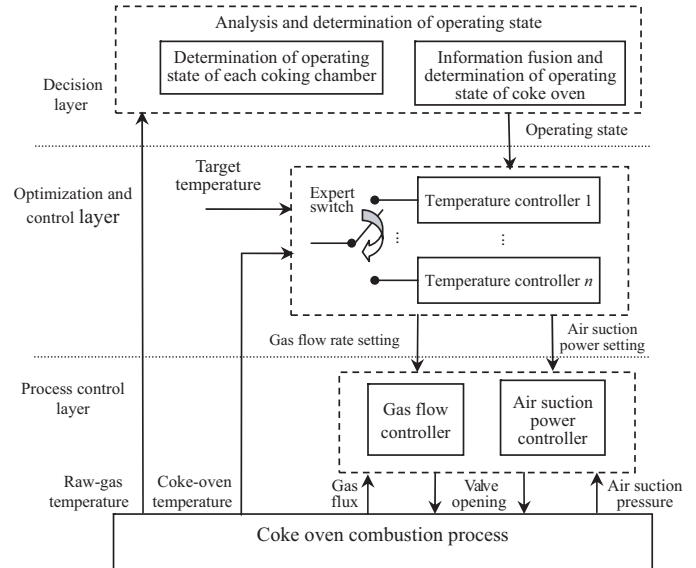 Analysis and determination of operating state
Determination of operating
state of each coking chamber
Information fusion and
determination of operating
state of coke oven
Decision
layer
Operating state
Target
temperature
Optimization and
control layer
Expert
switch
Temperature controller 1
...
...
Temperature controller n
Gas flow rate setting
Air suction
power setting
Process control
layer
Gas flow
controller
Air suction
power
controller
Raw-gas
temperature
Coke-oven
temperature
Gas
flux
Valve
opening
Air suction
pressure
Coke oven combustion process